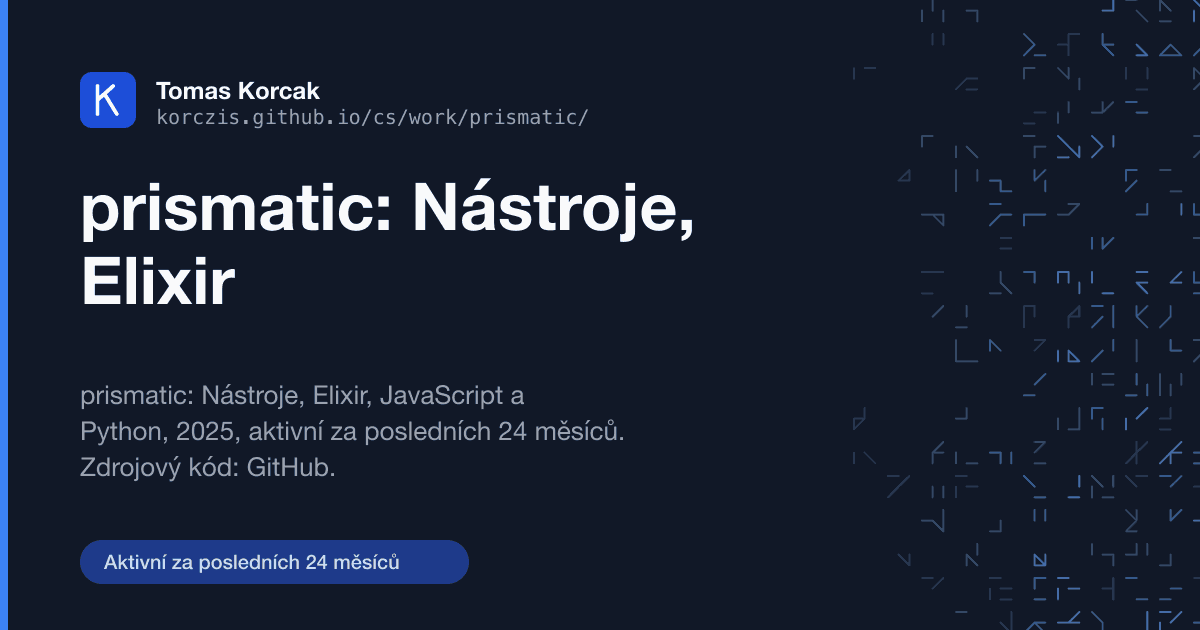 K
Tomas Korcak
korczis.github.io/cs/work/prismatic/
prismatic: Nástroje,
Elixir
prismatic: Nástroje, Elixir, JavaScript a
Python, 2025, aktivní za posledních 24 měsíců.
Zdrojový kód: GitHub.
Aktivní za posledních 24 měsíců